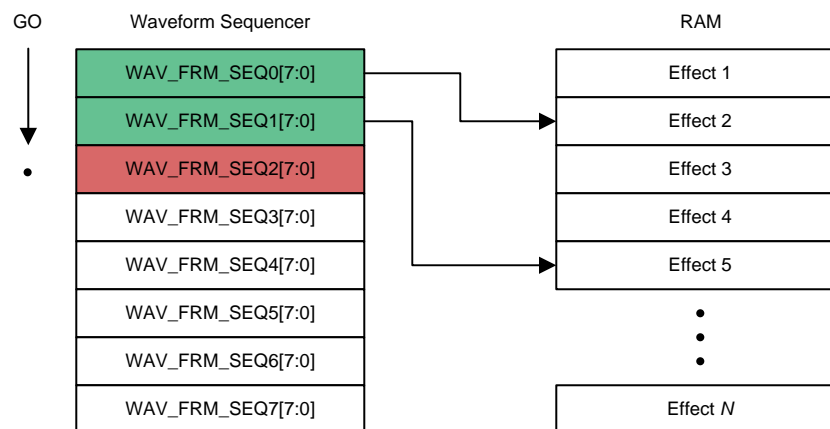 GO
Waveform Sequencer
RAM
WAV_FRM_SEQ0[7:0]
WAV_FRM_SEQ1[7:0]
WAV_FRM_SEQ2[7:0]
WAV_FRM_SEQ3[7:0]
WAV_FRM_SEQ4[7:0]
WAV_FRM_SEQ5[7:0]
WAV_FRM_SEQ6[7:0]
WAV_FRM_SEQ7[7:0]
Effect 1
Effect 2
Effect 3
Effect 4
Effect 5
Effect N